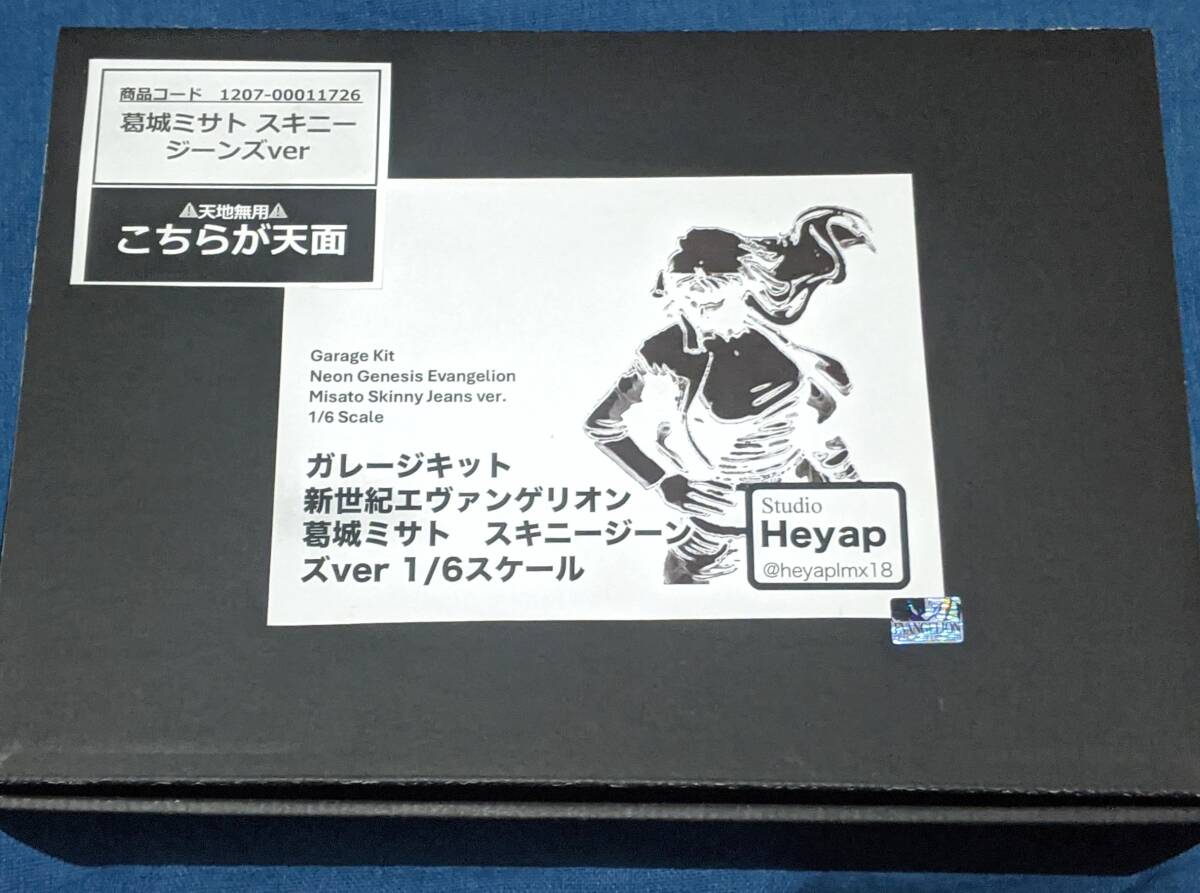 商品コード 1207-00011726
葛城ミサト スキニー
ジーンズver
⚠天地無用⚠
こちらが天面
Garage Kit
Neon Genesis Evangelion
Misato Skinny Jeans ver.
1/6 Scale
ガレージキット
新世紀エヴァンゲリオン
葛城ミサト スキニージーン
ズver 1/6スケール
Studio
Heyap
@heyaplmx18
EVANGELION